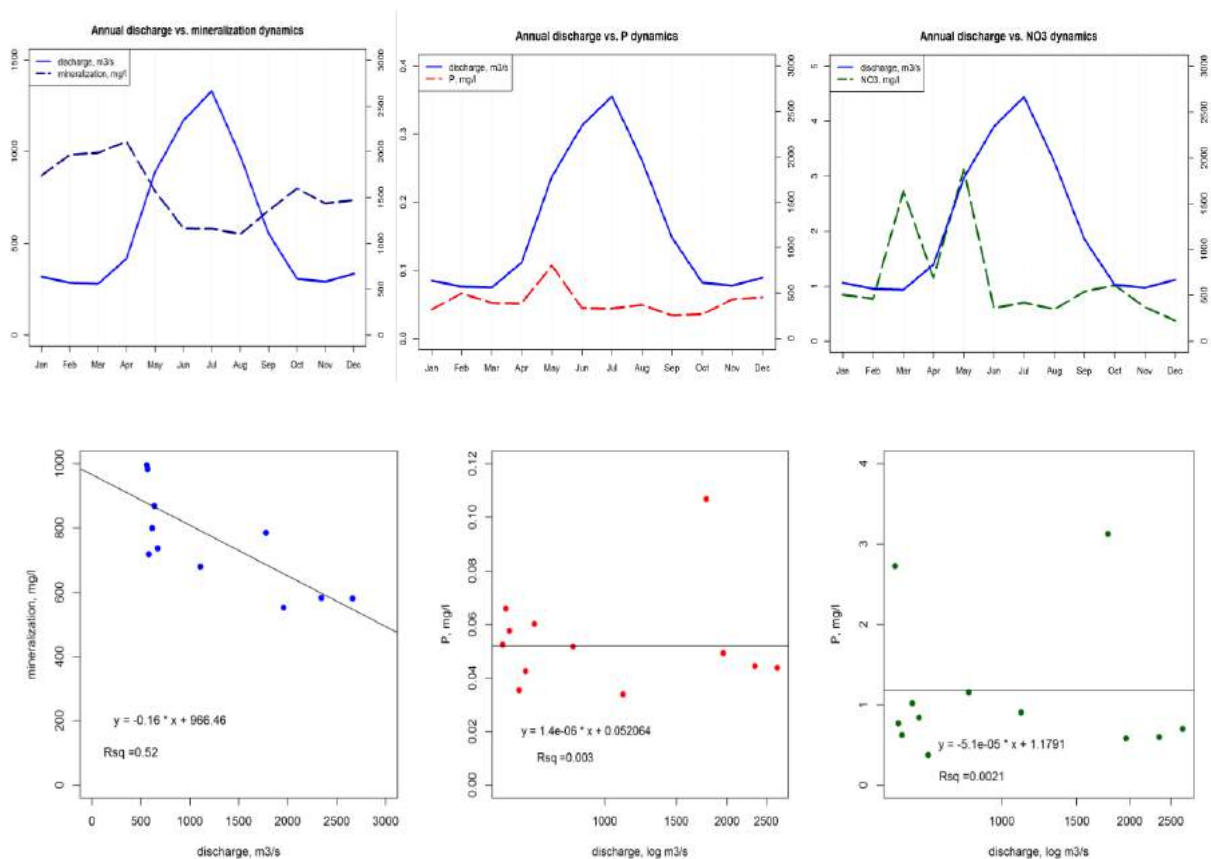 Annual discharge vs. mineralization dynamics
discharge, m3/s
mineralization, mg/l
0 500 1000 1500
0 500 1000 1500 2000 2500 3000
Jan Feb Mar Apr May Jun Jul Aug Sep Oct Nov Dec
Annual discharge vs. P dynamics
discharge, m3/s
P, mg/l
0.0 0.1 0.2 0.3 0.4
0 500 1000 1500 2000 2500 3000
Jan Feb Mar Apr May Jun Jul Aug Sep Oct Nov Dec
Annual discharge vs. NO3 dynamics
discharge, m3/s
NO3, mg/l
0 1 2 3 4 5
0 500 1000 1500 2000 2500 3000
Jan Feb Mar Apr May Jun Jul Aug Sep Oct Nov Dec
mineralization, mg/l
0 200 400 600 800 1000
y = -0.16 * x + 966.46
Rsq =0.52
0 500 1000 1500 2000 2500 3000
discharge, m3/s
P, mg/l
0.00 0.02 0.04 0.06 0.08 0.10 0.12
y = 1.4e-06 * x + 0.052064
Rsq=0.003
1000 2000 2500
discharge, log m3/s
P, mg/l
0 1 2 3 4
y = -5.1e-05 * x + 1.1791
Rsq=0.0021
1000 2000 2500
discharge, log m3/s